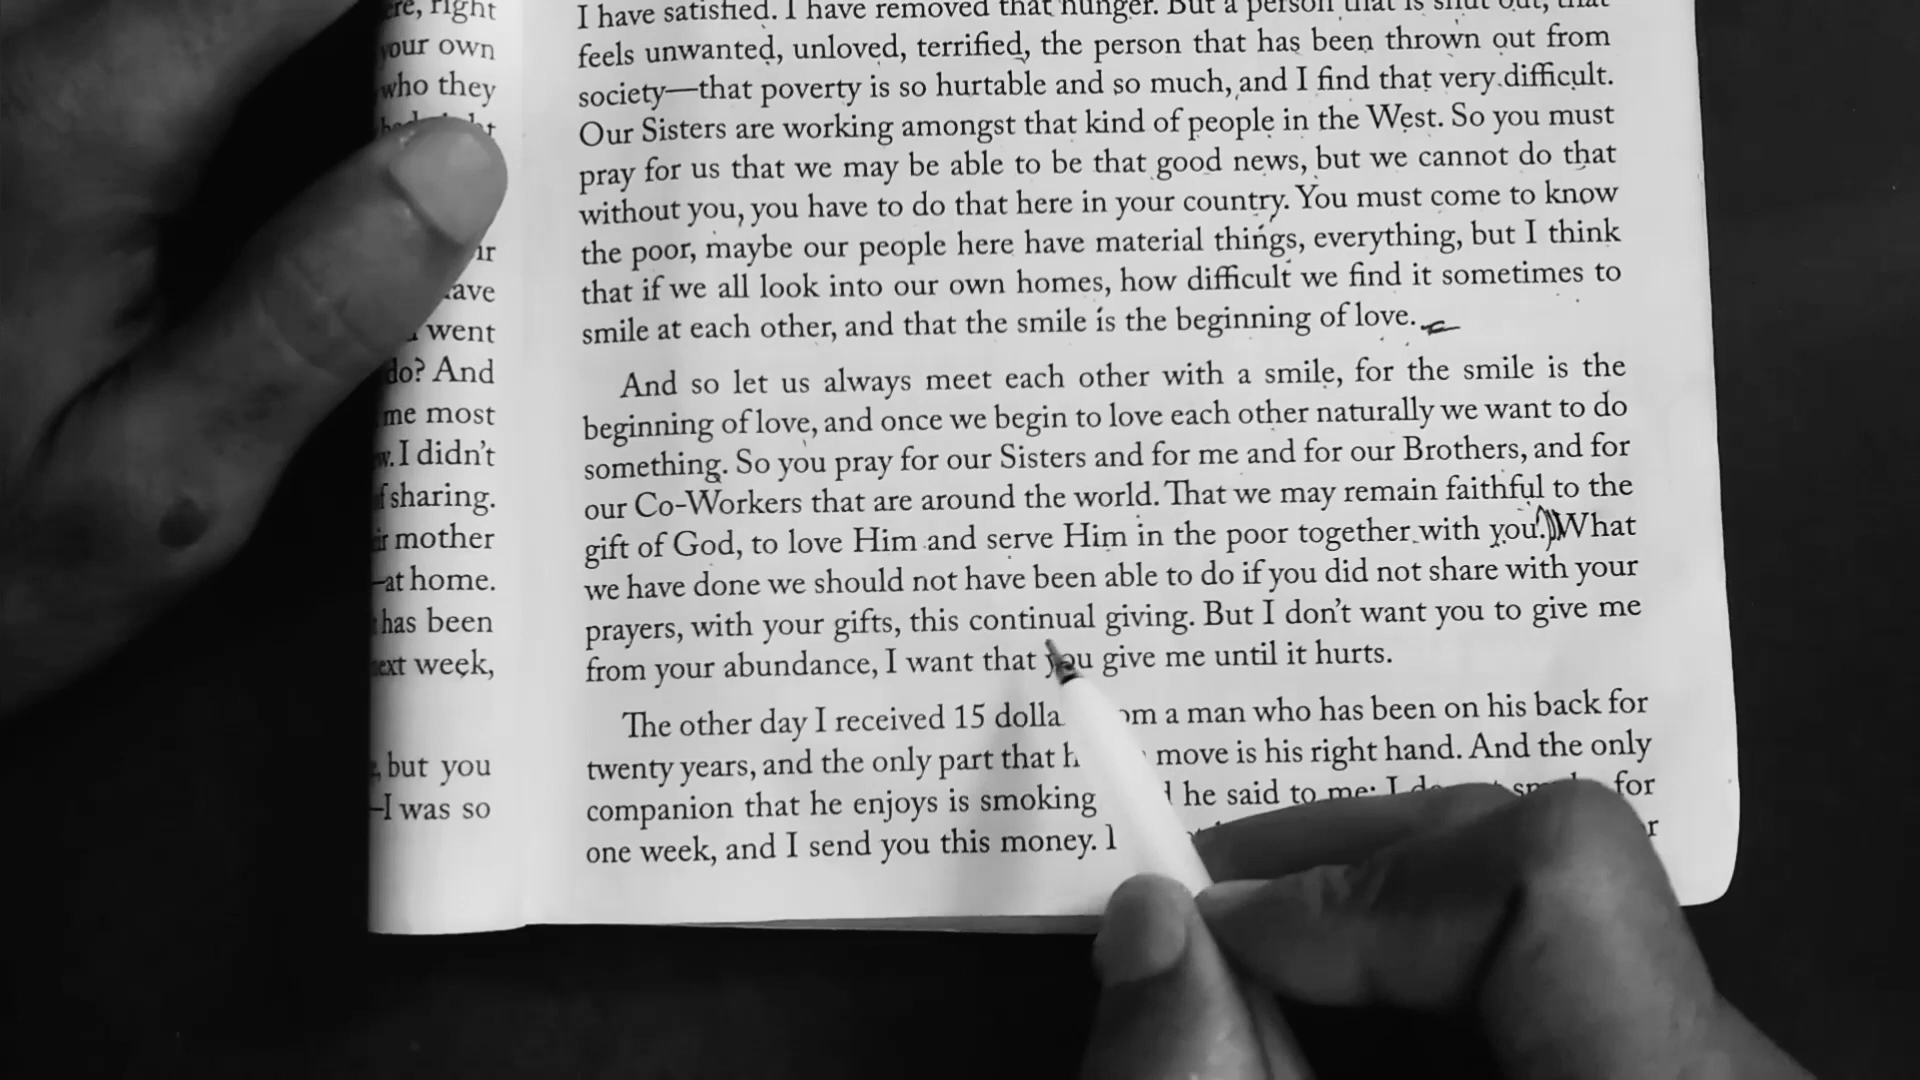 ere, right
your own
who they
ir
ave
went
do? And
me most
w. I didn't
f sharing.
ir mother
—at home.
has been
next week,
, but you
—I was so
I have satisfied. I have removed that hunger. But a person that is shut out, that
feels unwanted, unloved, terrified, the person that has been thrown out from
society—that poverty is so hurtable and so much, and I find that very difficult.
Our Sisters are working amongst that kind of people in the West. So you must
pray for us that we may be able to be that good news, but we cannot do that
without you, you have to do that here in your country. You must come to know
the poor, maybe our people here have material things, everything, but I think
that if we all look into our own homes, how difficult we find it sometimes to
smile at each other, and that the smile is the beginning of love.
And so let us always meet each other with a smile, for the smile is the
beginning of love, and once we begin to love each other naturally we want to do
something. So you pray for our Sisters and for me and for our Brothers, and for
our Co-Workers that are around the world. That we may remain faithful to the
gift of God, to love Him and serve Him in the poor together with you. What
we have done we should not have been able to do if you did not share with your
prayers, with your gifts, this continual giving. But I don't want you to give me
from your abundance, I want that you give me until it hurts.
The other day I received 15 dolla om a man who has been on his back for
twenty years, and the only part that h move is his right hand. And the only
companion that he enjoys is smoking he said to me: I do for
one week, and I send you this money. I